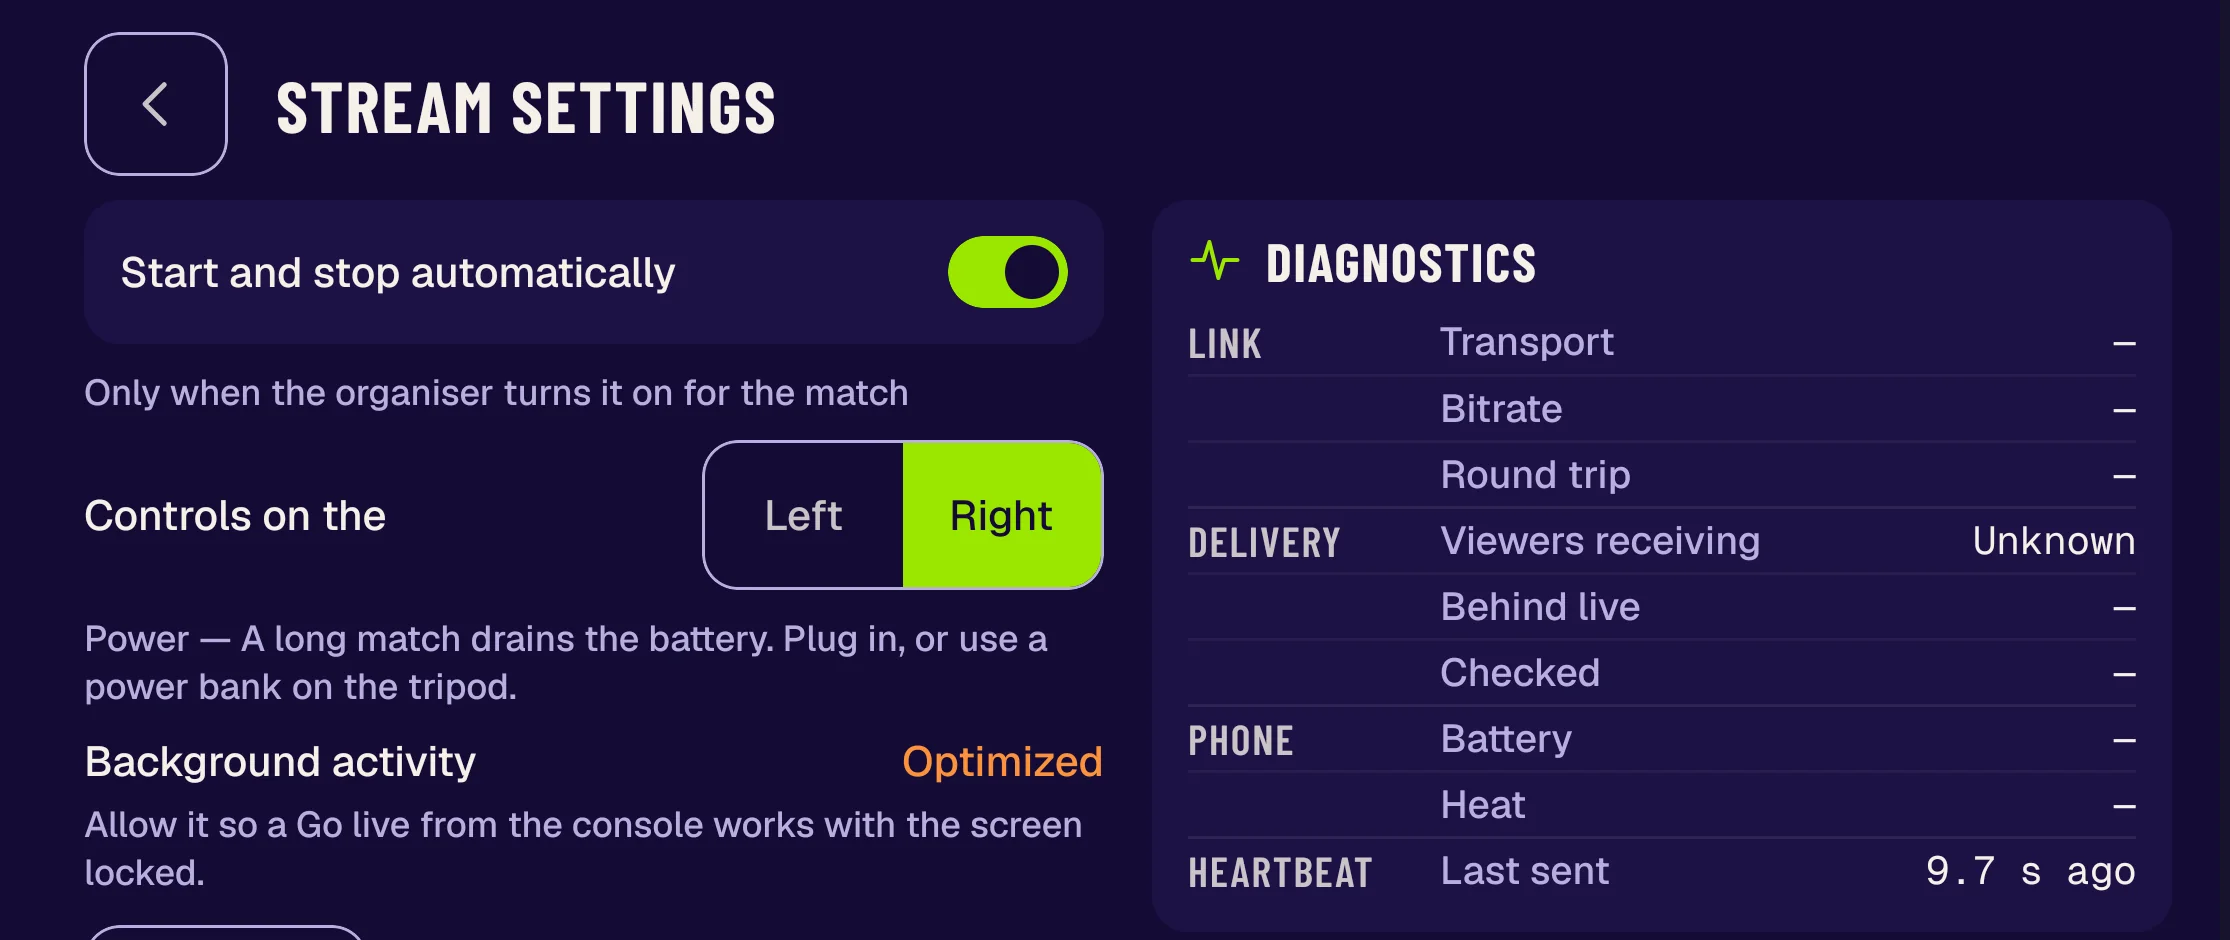 STREAM SETTINGS
Start and stop automatically
Only when the organiser turns it on for the match
Controls on the
Left
Right
Power — A long match drains the battery. Plug in, or use a
power bank on the tripod.
Background activity
Optimized
Allow it so a Go live from the console works with the screen
locked.
DIAGNOSTICS
LINK Transport –
Bitrate –
Round trip –
DELIVERY Viewers receiving Unknown
Behind live –
Checked –
PHONE Battery –
Heat –
HEARTBEAT Last sent 9.7 s ago